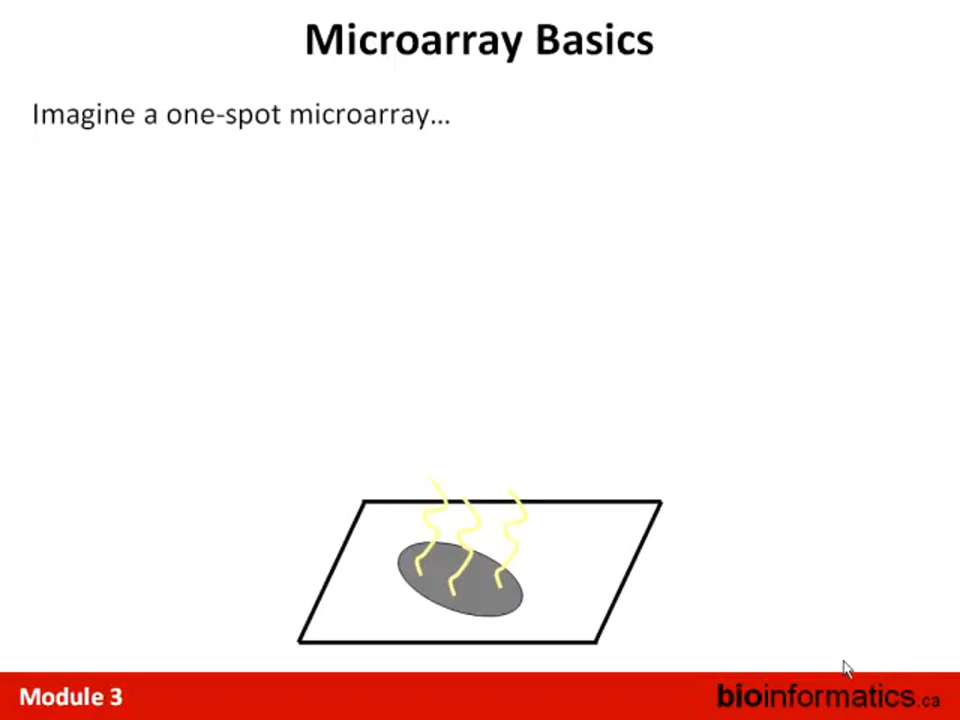 Microarray Basics
Imagine a one-spot microarray…
Module 3
bioinformatics.ca